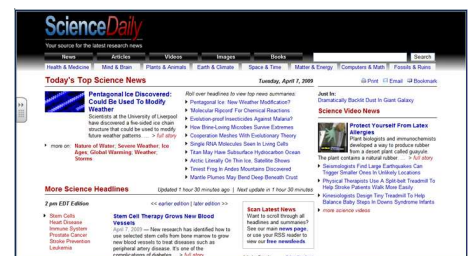 ScienceDaily
Your source for the latest research news
News Articles Videos Images Books Search
Health & Medicine Mind & Brain Plants & Animals Earth & Climate Space & Time Matter & Energy Computers & Math Fossils & Ruins
Today's Top Science News
Tuesday, April 7, 2009
Print Email Bookmark
Pentagonal Ice Discovered:
Could Be Used To Modify
Weather
Scientists at the University of Liverpool
have discovered a five-sided ice chain
structure that could be used to modify
future weather patterns ... > full story
more on: Nature of Water; Severe Weather; Ice
Ages; Global Warming; Weather;
Storms
Roll over headlines to view top news summaries:
Pentagonal Ice: New Weather Modification?
'Molecular Ripcord' For Chemical Reactions
Evolution-proof Insecticides Against Malaria?
How Brine-Loving Microbes Survive Extremes
Cooperation Meshes With Evolutionary Theory
Single RNA Molecules Seen in Living Cells
Titan May Have Subsurface Hydrocarbon Ocean
Arctic Literally On Thin Ice, Satellite Shows
Tiniest Frog in Andes Mountains Discovered
Mantle Plumes May Bend Deep Beneath Crust
Just In:
Dramatically Backlit Dust In Giant Galaxy
Science Video News
Protect Yourself From Latex
Allergies
Plant biologists and immunochemists
developed a way to produce rubber
from a desert plant called guayule.
The plant contains a natural rubber ... > full story
Seismologists Find Large Earthquakes Can
Trigger Smaller Ones in Unlikely Locations
Physical Therapists Use A Split-belt Treadmill To
Help Stroke Patients Walk More Easily
Kinesiologists Design Tiny Treadmill To Help
Balance Baby Steps In Downs Syndrome Infants
more science videos
More Science Headlines
Updated 1 hour 30 minutes ago | Next update in 1 hour 30 minutes
2 pm EDT Edition
<< earlier edition | later edition >>
Stem Cells
Heart Disease
Immune System
Prostate Cancer
Stroke Prevention
Leukemia
Stem Cell Therapy Grows New Blood
Vessels
April 7, 2009 — New research has identified how to
use selected stem cells from bone marrow to grow
new blood vessels to treat diseases such as
peripheral artery disease. It's one of the
complications of diabetes ... > full story
Scan Latest News
Want to scroll through all
headlines and summaries?
See our main news page,
or use your RSS reader to
view our free newsfeeds